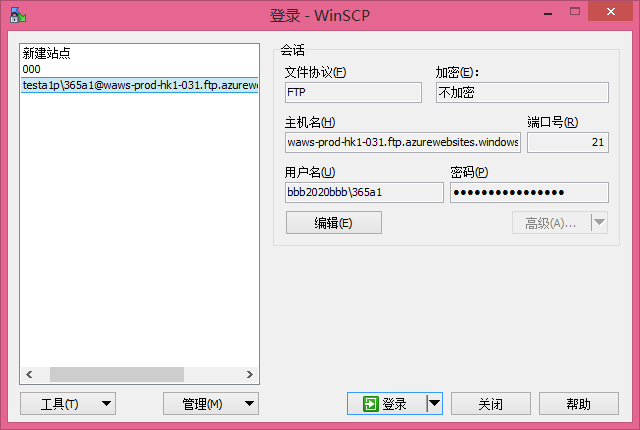 登录 - WinSCP
新建站点
000
testa1p\365a1@waws-prod-hk1-031.ftp.azurewe
会话
文件协议(F)
加密(E):
FTP
不加密
主机名(H)
端口号(R)
waws-prod-hk1-031.ftp.azurewebsites.windows
21
用户名(U)
密码(P)
bbb2020bbb\365a1
●●●●●●●●●●●●●●●●
编辑(E)
高级(A)...
工具(T)
管理(M)
登录
关闭
帮助